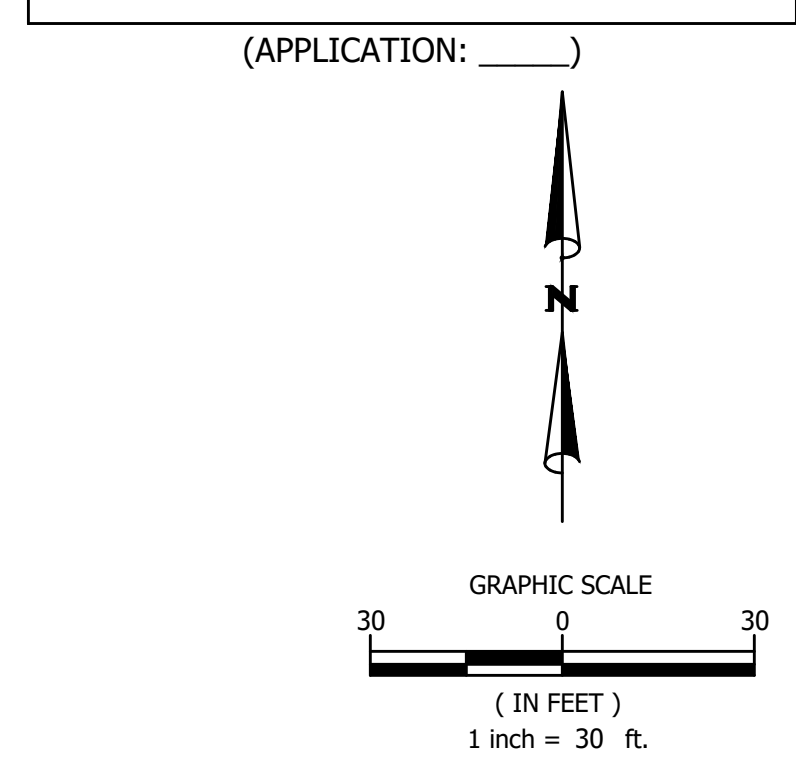 (APPLICATION: _____)
N
GRAPHIC SCALE
30 0 30
( IN FEET )
1 inch = 30 ft.